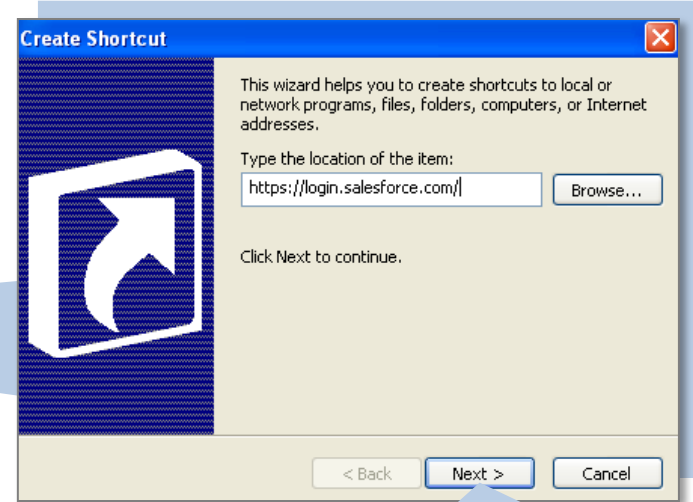 Create Shortcut
This wizard helps you to create shortcuts to local or
network programs, files, folders, computers, or Internet
addresses.
Type the location of the item:
https://login.salesforce.com/
Browse...
Click Next to continue.
< Back
Next >
Cancel